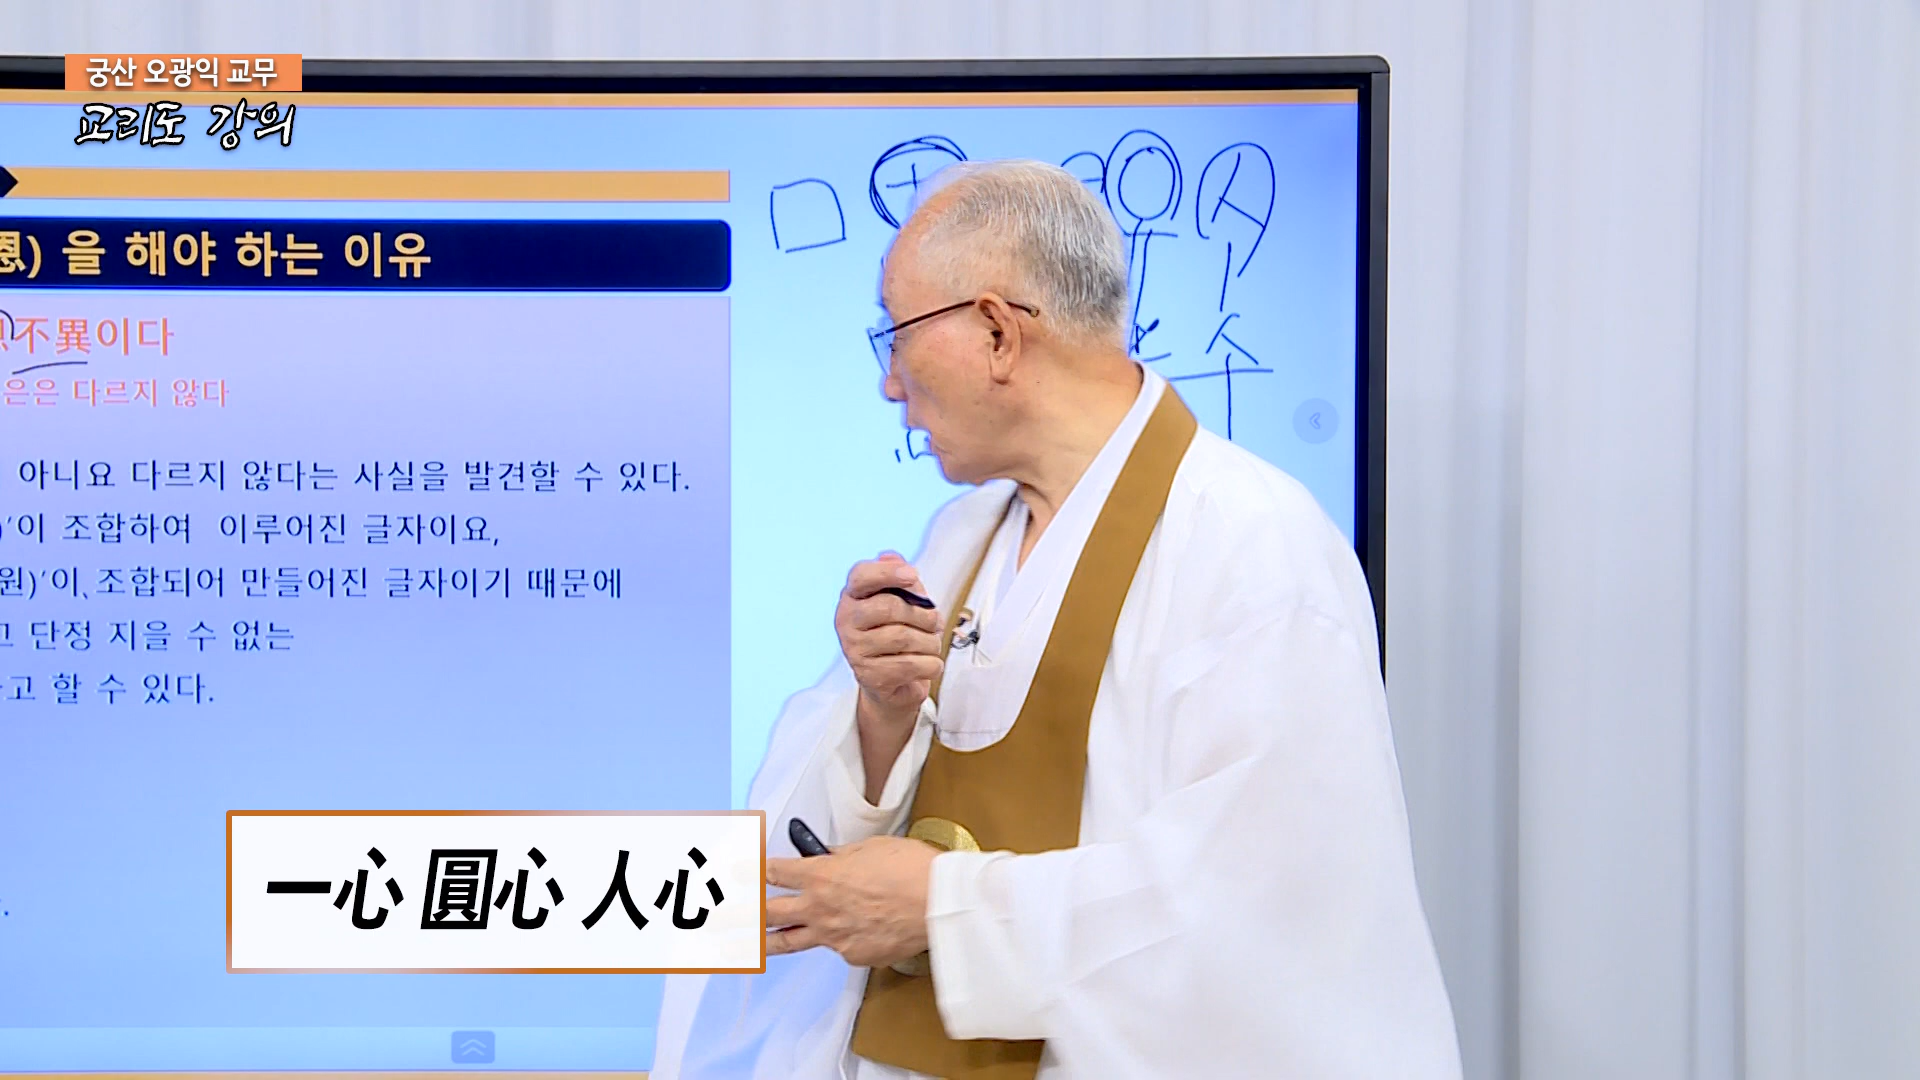 궁산 오광익 교무
교리도 강의
恩) 을 해야 하는 이유
不異이다
은은 다르지 않다
아니요 다르지 않다는 사실을 발견할 수 있다.
)'이 조합하여 이루어진 글자이요,
원)'이 조합되어 만들어진 글자이기 때문에
고 단정 지을 수 없는
고 할 수 있다.
一心 圓心 人心